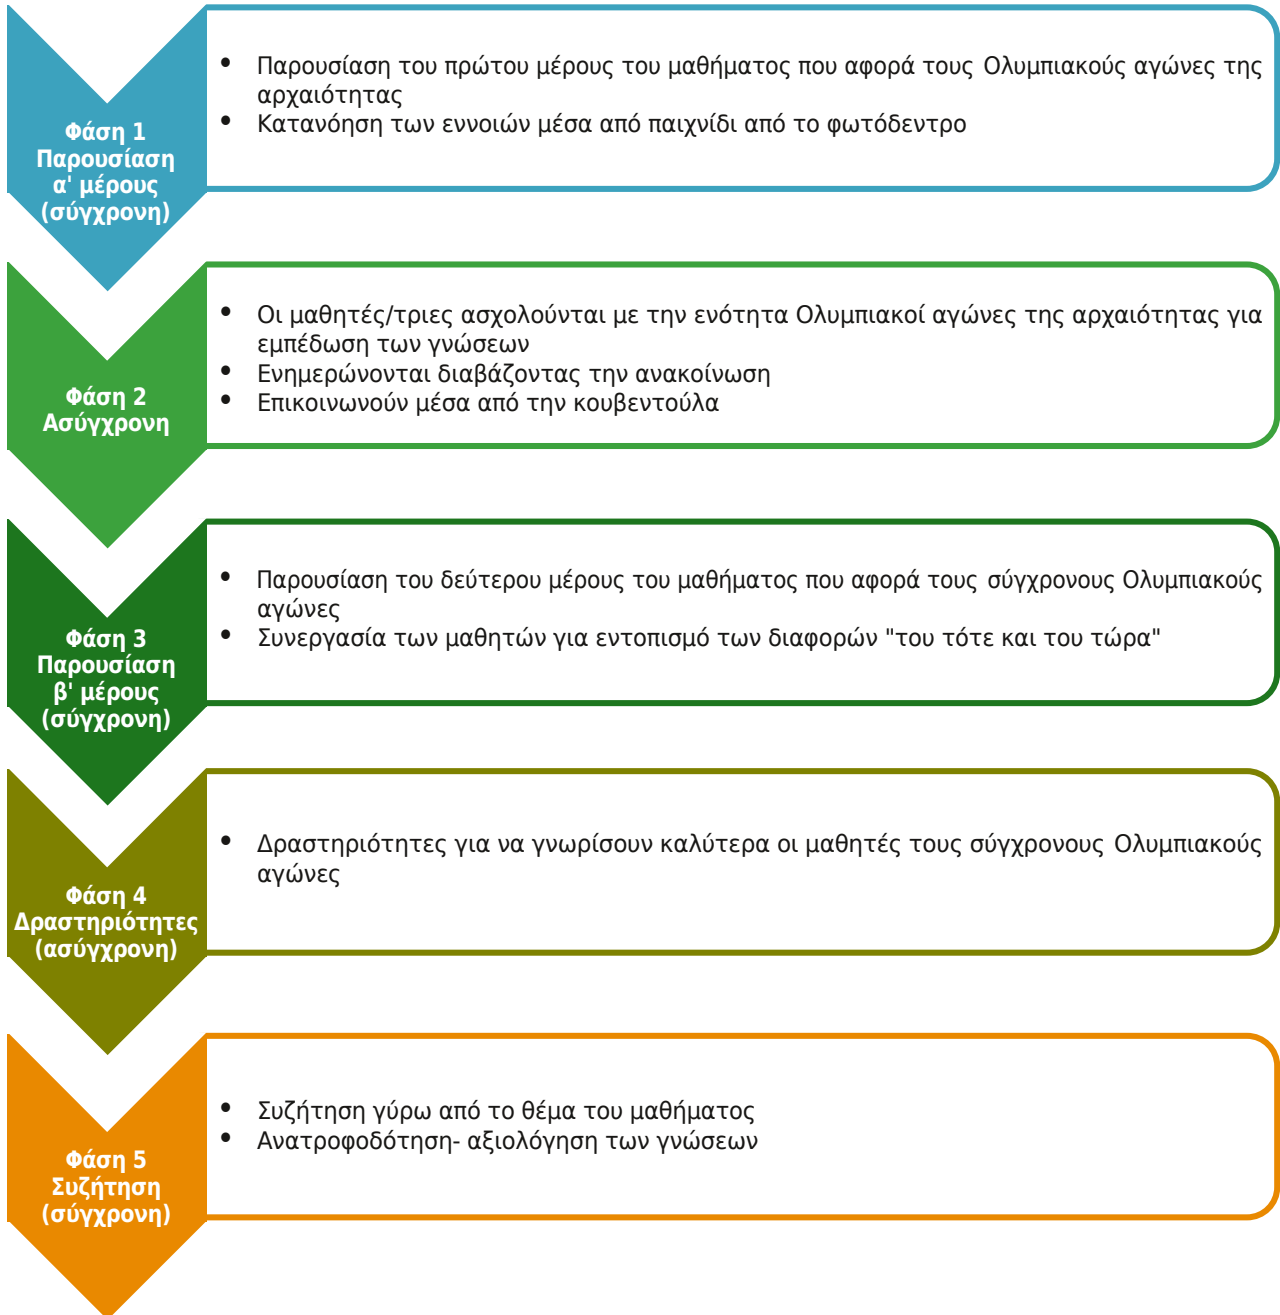 Φάση 1
Παρουσίαση
α' μέρους
(σύγχρονη)
• Παρουσίαση του πρώτου μέρους του μαθήματος που αφορά τους Ολυμπιακούς αγώνες της
αρχαιότητας
• Κατανόηση των εννοιών μέσα από παιχνίδι από το φωτόδεντρο
Φάση 2
Ασύγχρονη
• Οι μαθητές/τριες ασχολούνται με την ενότητα Ολυμπιακοί αγώνες της αρχαιότητας για
εμπέδωση των γνώσεων
• Ενημερώνονται διαβάζοντας την ανακοίνωση
• Επικοινωνούν μέσα από την κουβεντούλα
Φάση 3
Παρουσίαση
β' μέρους
(σύγχρονη)
• Παρουσίαση του δεύτερου μέρους του μαθήματος που αφορά τους σύγχρονους Ολυμπιακούς
αγώνες
• Συνεργασία των μαθητών για εντοπισμό των διαφορών "του τότε και του τώρα"
Φάση 4
Δραστηριότητες
(ασύγχρονη)
• Δραστηριότητες για να γνωρίσουν καλύτερα οι μαθητές τους σύγχρονους Ολυμπιακούς
αγώνες
Φάση 5
Συζήτηση
(σύγχρονη)
• Συζήτηση γύρω από το θέμα του μαθήματος
• Ανατροφοδότηση- αξιολόγηση των γνώσεων